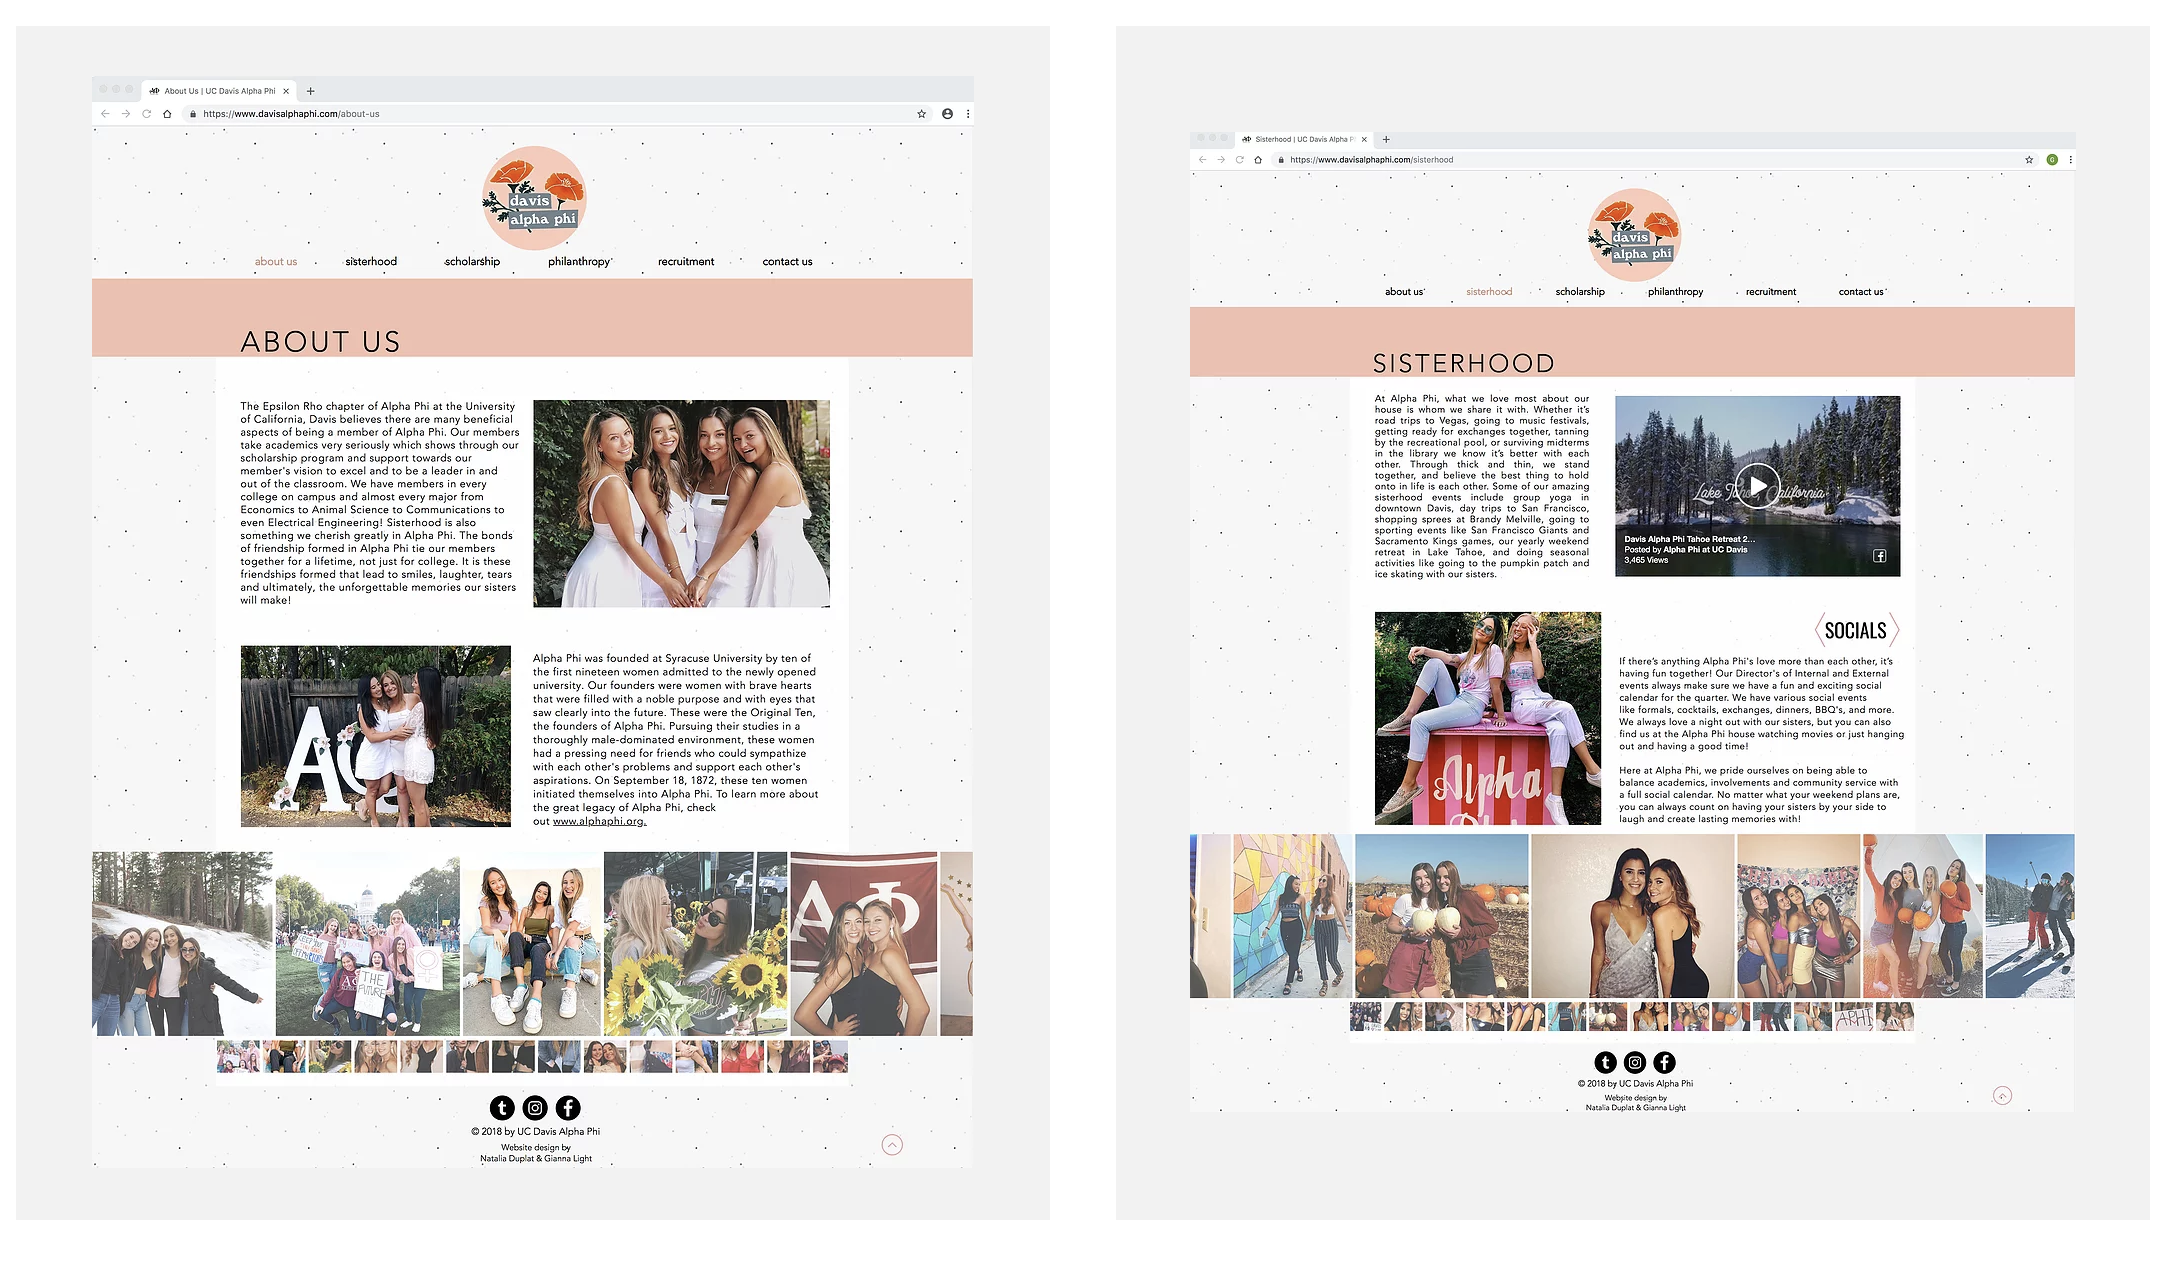 About Us | UC Davis Alpha Phi
https://www.davisalphaphi.com/about-us
davis
alpha phi
about us
sisterhood
scholarship
philanthropy
recruitment
contact us
ABOUT US
The Epsilon Rho chapter of Alpha Phi at the University
of California, Davis believes there are many beneficial
aspects of being a member of Alpha Phi. Our members
take academics very seriously which shows through our
scholarship program and support towards our
member's vision to excel and to be a leader in and
out of the classroom. We have members in every
college on campus and almost every major from
Economics to Animal Science to Communications to
even Electrical Engineering! Sisterhood is also
something we cherish greatly in Alpha Phi. The bonds
of friendship formed in Alpha Phi tie our members
together for a lifetime, not just for college. It is these
friendships formed that lead to smiles, laughter, tears
and ultimately, the unforgettable memories our sisters
will make!
Alpha Phi was founded at Syracuse University by ten of
the first nineteen women admitted to the newly opened
university. Our founders were women with brave hearts
that were filled with a noble purpose and with eyes that
saw clearly into the future. These were the Original Ten,
the founders of Alpha Phi. Pursuing their studies in a
thoroughly male-dominated environment, these women
had a pressing need for friends who could sympathize
with each other's problems and support each other's
aspirations. On September 18, 1872, these ten women
initiated themselves into Alpha Phi. To learn more about
the great legacy of Alpha Phi, check
out www.alphaphi.org.
THE
FUTURE
ΑΦ
© 2018 by UC Davis Alpha Phi
Website design by
Natalia Duplat & Gianna Light
Sisterhood | UC Davis Alpha P
https://www.davisalphaphi.com/sisterhood
davis
alpha phi
about us
sisterhood
scholarship
philanthropy
recruitment
contact us
SISTERHOOD
At Alpha Phi, what we love most about our
house is whom we share it with. Whether it's
road trips to Vegas, going to music festivals,
getting ready for exchanges together, tanning
by the recreational pool, or surviving midterms
in the library we know it's better with each
other. Through thick and thin, we stand
together, and believe the best thing to hold
onto in life is each other. Some of our amazing
sisterhood events include group yoga in
downtown Davis, day trips to San Francisco,
shopping sprees at Brandy Melville, going to
sporting events like San Francisco Giants and
Sacramento Kings games, our yearly weekend
retreat in Lake Tahoe, and doing seasonal
activities like going to the pumpkin patch and
ice skating with our sisters.
Lake Tahoe, California
Davis Alpha Phi Tahoe Retreat 2...
Posted by Alpha Phi at UC Davis
3,465 Views
Alpha
SOCIALS
If there's anything Alpha Phi's love more than each other, it's
having fun together! Our Director's of Internal and External
events always make sure we have a fun and exciting social
calendar for the quarter. We have various social events
like formals, cocktails, exchanges, dinners, BBQ's, and more.
We always love a night out with our sisters, but you can also
find us at the Alpha Phi house watching movies or just hanging
out and having a good time!
Here at Alpha Phi, we pride ourselves on being able to
balance academics, involvements and community service with
a full social calendar. No matter what your weekend plans are,
you can always count on having your sisters by your side to
laugh and create lasting memories with!
© 2018 by UC Davis Alpha Phi
Website design by
Natalia Duplat & Gianna Light